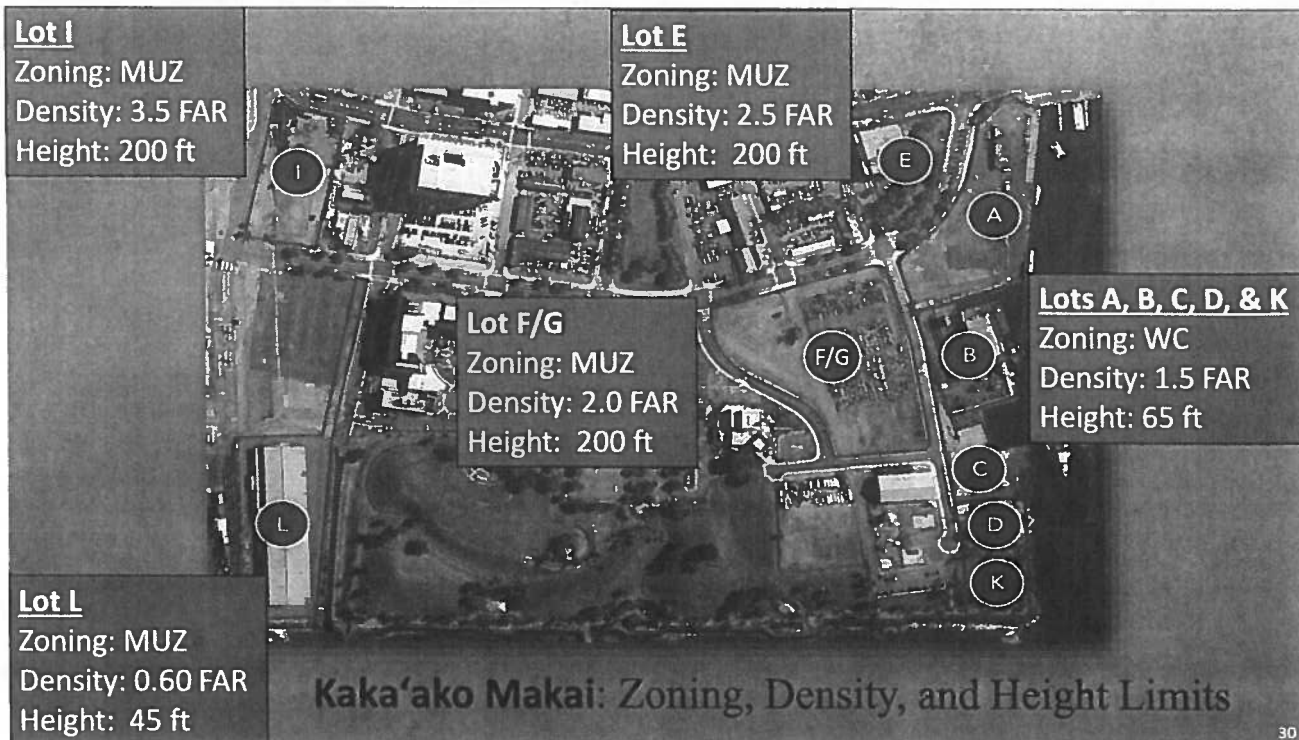 Lot I
Zoning: MUZ
Density: 3.5 FAR
Height: 200 ft
Lot E
Zoning: MUZ
Density: 2.5 FAR
Height: 200 ft
I
E
A
Lots A, B, C, D, & K
Zoning: WC
Density: 1.5 FAR
Height: 65 ft
Lot F/G
Zoning: MUZ
Density: 2.0 FAR
Height: 200 ft
F/G
B
C
L
D
K
Lot L
Zoning: MUZ
Density: 0.60 FAR
Height: 45 ft
Kakaʻako Makai: Zoning, Density, and Height Limits
30